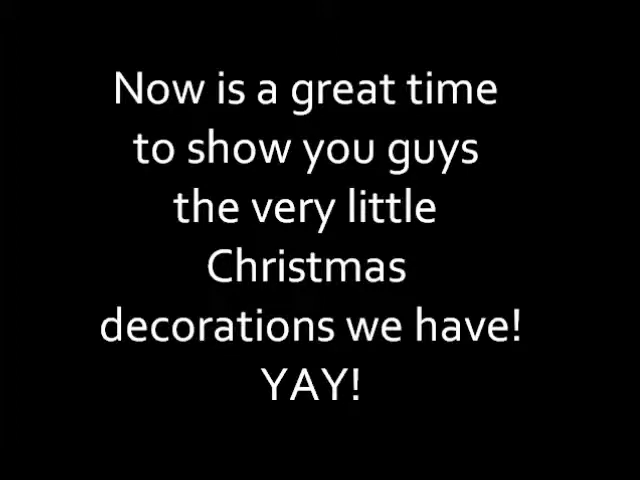 Now is a great time
to show you guys
the very little
Christmas
decorations we have!
YAY!